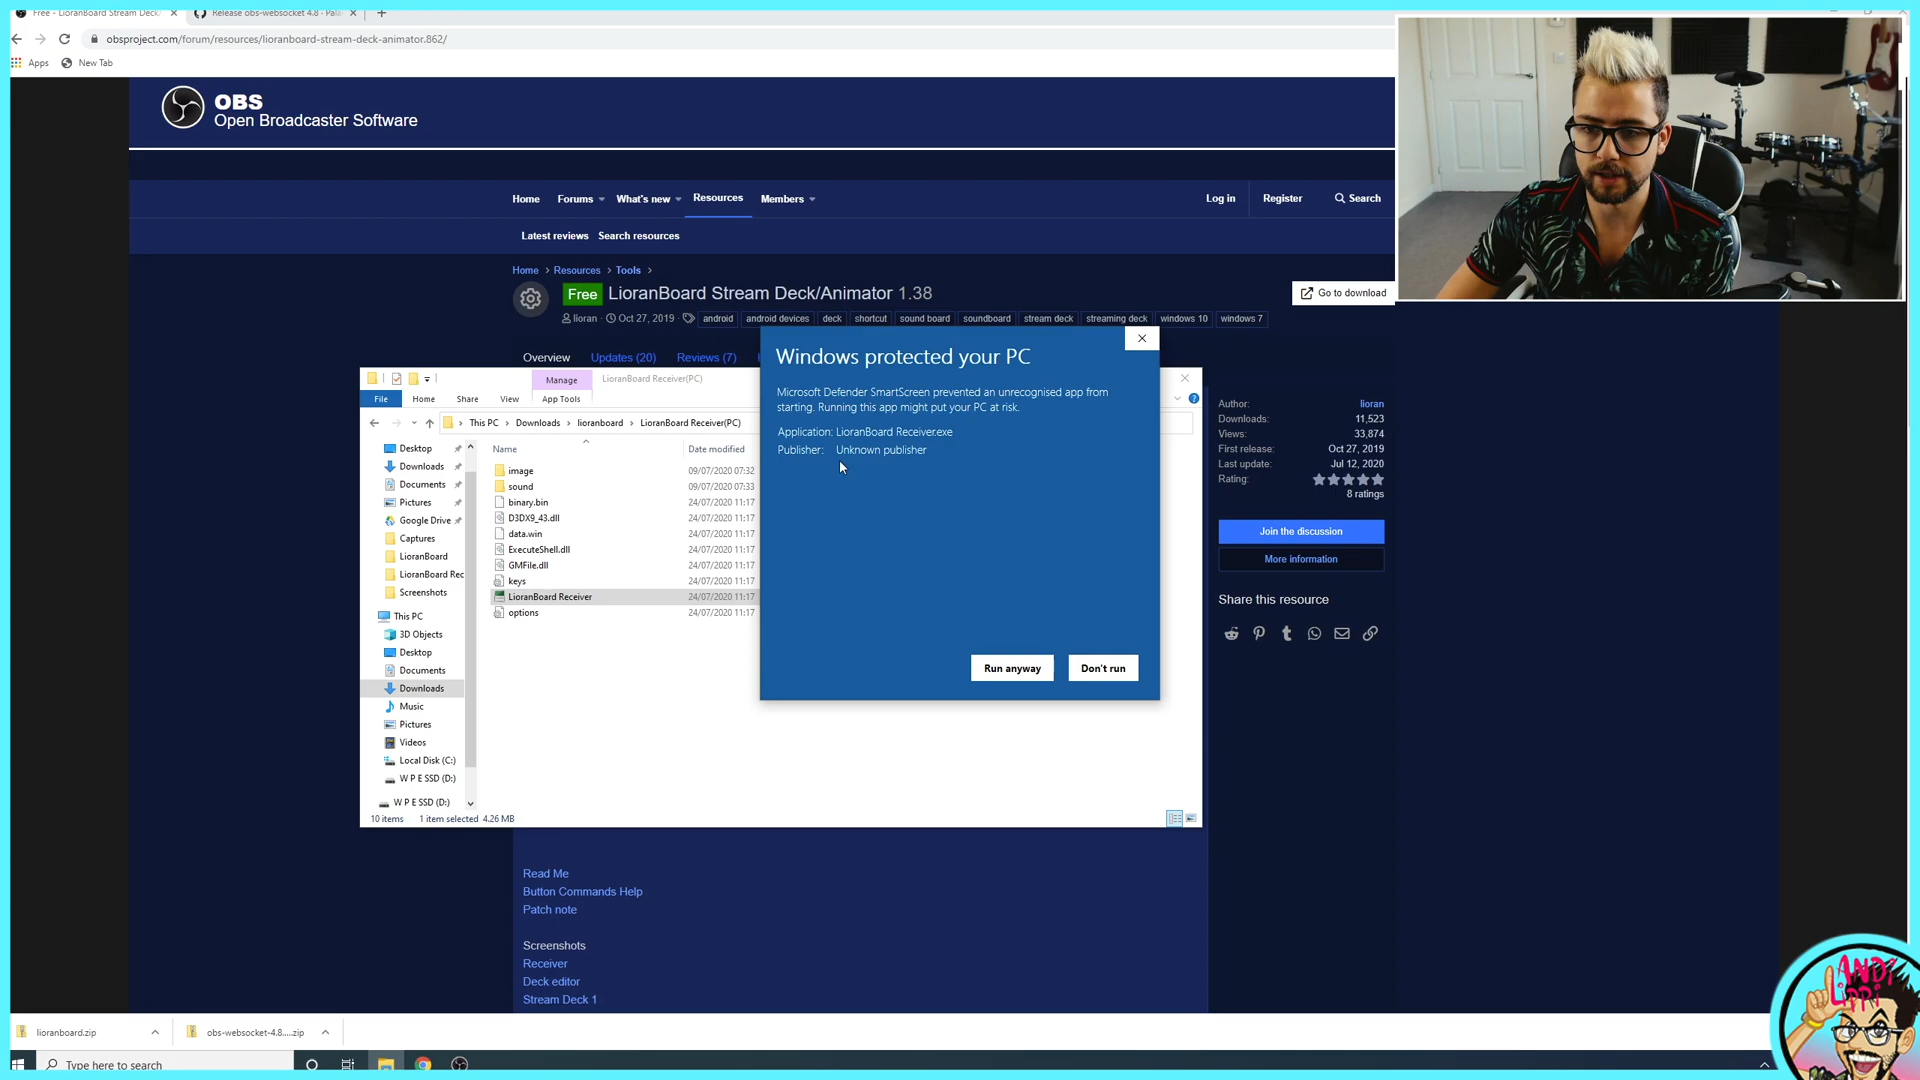 Free - LioranBoard Stream Deck/
Release obs-websocket 4.8 - Pala
obsproject.com/forum/resources/lioranboard-stream-deck-animator.862/
Apps
New Tab
OBS
Open Broadcaster Software
Home
Forums
What's new
Resources
Members
Log in
Register
Search
Latest reviews
Search resources
Home > Resources > Tools >
Free LioranBoard Stream Deck/Animator 1.38
Go to download
lioran
Oct 27, 2019
android
android devices
deck
shortcut
sound board
soundboard
stream deck
streaming deck
windows 10
windows 7
Overview
Updates (20)
Reviews (7)
Manage
LioranBoard Receiver(PC)
File
Home
Share
View
App Tools
This PC > Downloads > lioranboard > LioranBoard Receiver(PC)
Desktop
Downloads
Documents
Pictures
Google Drive
Captures
LioranBoard
LioranBoard Rec
Screenshots
This PC
3D Objects
Desktop
Documents
Downloads
Music
Pictures
Videos
Local Disk (C:)
W P E SSD (D:)
W P E SSD (D:)
Name
Date modified
image 09/07/2020 07:32
sound 09/07/2020 07:33
binary.bin 24/07/2020 11:17
D3DX9_43.dll 24/07/2020 11:17
data.win 24/07/2020 11:17
ExecuteShell.dll 24/07/2020 11:17
GMFile.dll 24/07/2020 11:17
keys 24/07/2020 11:17
LioranBoard Receiver 24/07/2020 11:17
options 24/07/2020 11:17
10 items
1 item selected 4.26 MB
Windows protected your PC
Microsoft Defender SmartScreen prevented an unrecognised app from
starting. Running this app might put your PC at risk.
Application: LioranBoard Receiver.exe
Publisher: Unknown publisher
Run anyway
Don't run
Author: lioran
Downloads: 11,523
Views: 33,874
First release: Oct 27, 2019
Last update: Jul 12, 2020
Rating:
8 ratings
Join the discussion
More information
Share this resource
Read Me
Button Commands Help
Patch note
Screenshots
Receiver
Deck editor
Stream Deck 1
lioranboard.zip
obs-websocket-4.8....zip
Type here to search